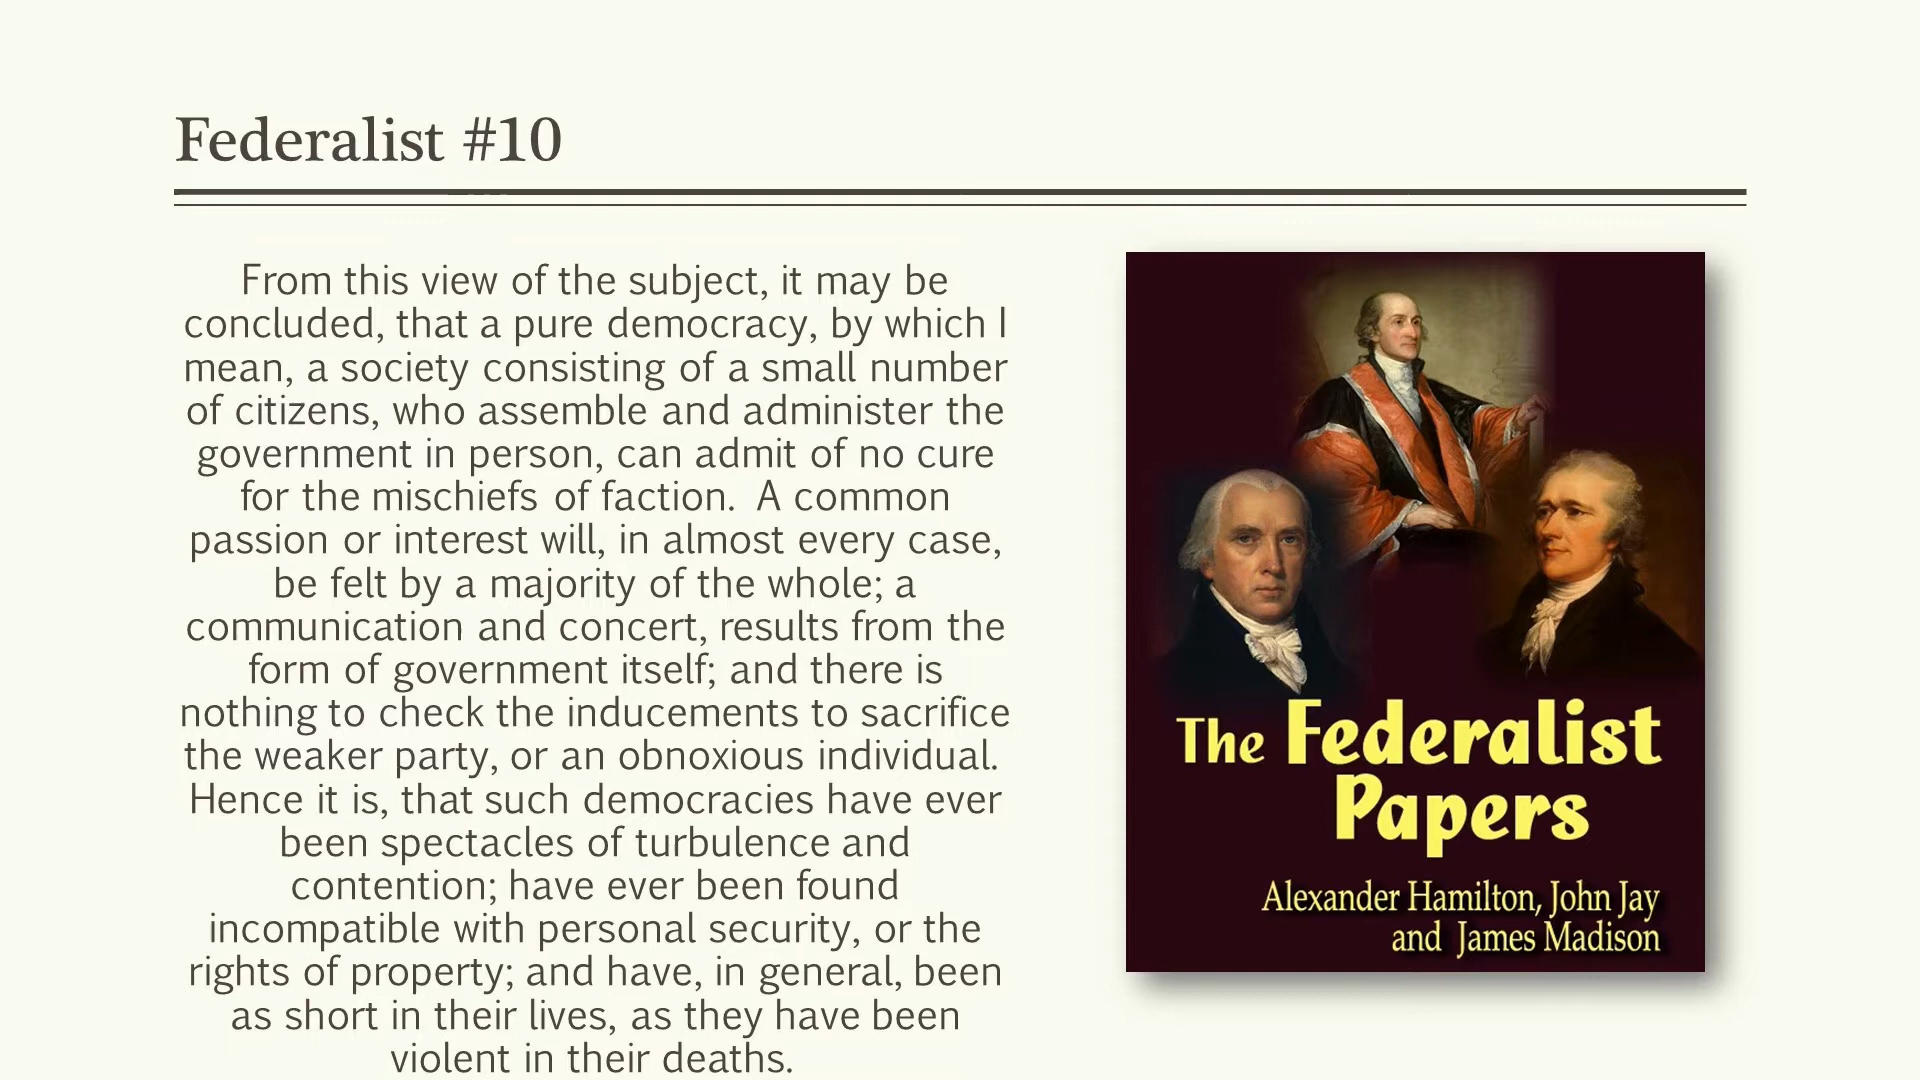 Federalist #10
From this view of the subject, it may be
concluded, that a pure democracy, by which I
mean, a society consisting of a small number
of citizens, who assemble and administer the
government in person, can admit of no cure
for the mischiefs of faction.  A common
passion or interest will, in almost every case,
be felt by a majority of the whole; a
communication and concert, results from the
form of government itself; and there is
nothing to check the inducements to sacrifice
the weaker party, or an obnoxious individual.
Hence it is, that such democracies have ever
been spectacles of turbulence and
contention; have ever been found
incompatible with personal security, or the
rights of property; and have, in general, been
as short in their lives, as they have been
violent in their deaths.
The Federalist
Papers
Alexander Hamilton, John Jay
and James Madison